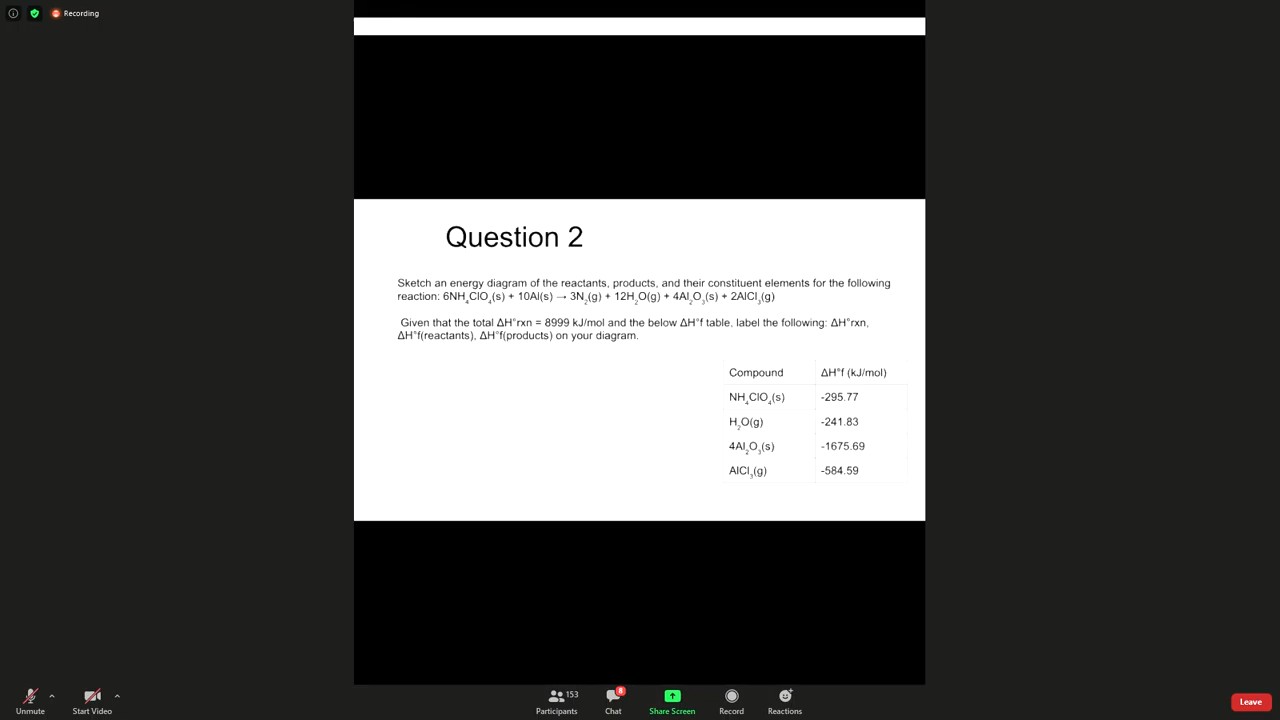 Recording
Question 2
Sketch an energy diagram of the reactants, products, and their constituent elements for the following
reaction: 6NH₄ClO₄(s) + 10Al(s) → 3N₂(g) + 12H₂O(g) + 4Al₂O₃(s) + 2AlCl₃(g)
Given that the total ΔH°rxn = 8999 kJ/mol and the below ΔH°f table, label the following: ΔH°rxn,
ΔH°f(reactants), ΔH°f(products) on your diagram.
Compound ΔH°f (kJ/mol)
NH₄ClO₄(s) -295.77
H₂O(g) -241.83
4Al₂O₃(s) -1675.69
AlCl₃(g) -584.59
Unmute
Start Video
Participants 153
Chat 8
Share Screen
Record
Reactions
Leave